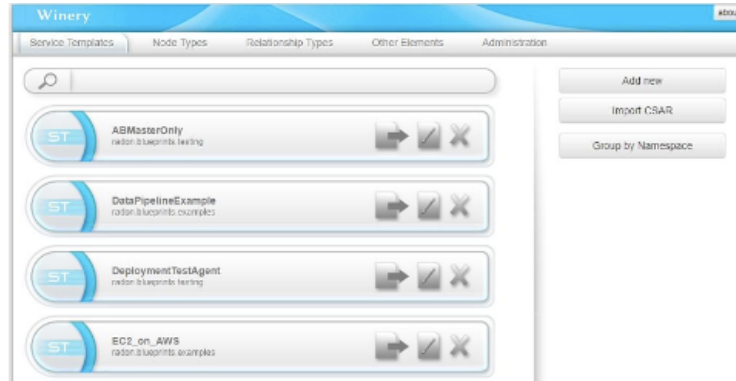 Winery
abou
Service Templates
Node Types
Relationship Types
Other Elements
Administration
Add new
Import CSAR
Group by Namespace
ST
ABMasterOnly
radon.blueprints.testing
ST
DataPipelineExample
radon.blueprints.examples
ST
DeploymentTestAgent
radon.blueprints.testing
ST
EC2_on_AWS
radon.blueprints.examples